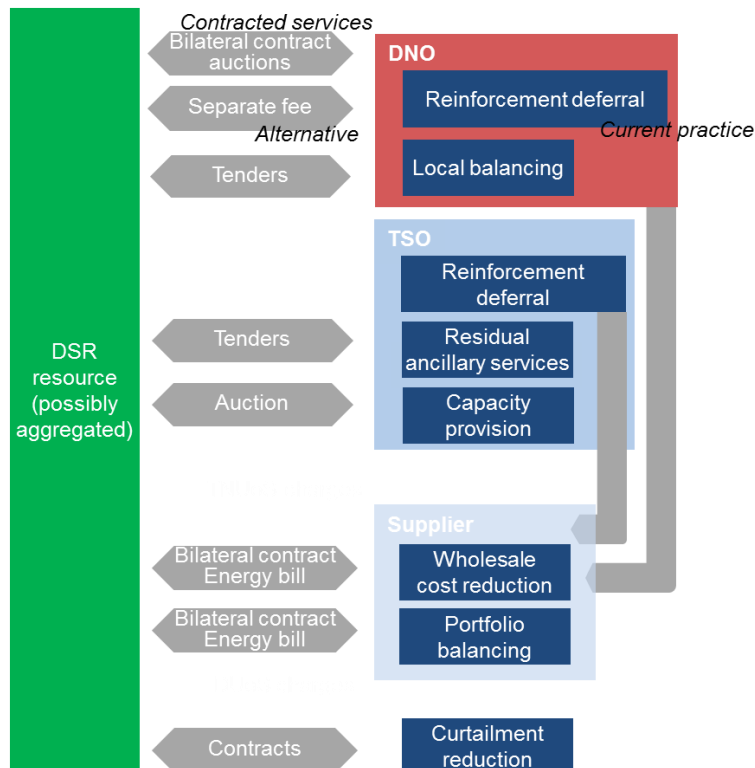 Contracted services
Bilateral contract
auctions
DNO
Separate fee
Reinforcement deferral
Alternative
Current practice
Tenders
Local balancing
TSO
Reinforcement
deferral
Tenders
Residual
ancillary services
DSR
resource
(possibly
aggregated)
Auction
Capacity
provision
Supplier
Bilateral contract
Energy bill
Wholesale
cost reduction
Bilateral contract
Energy bill
Portfolio
balancing
Contracts
Curtailment
reduction